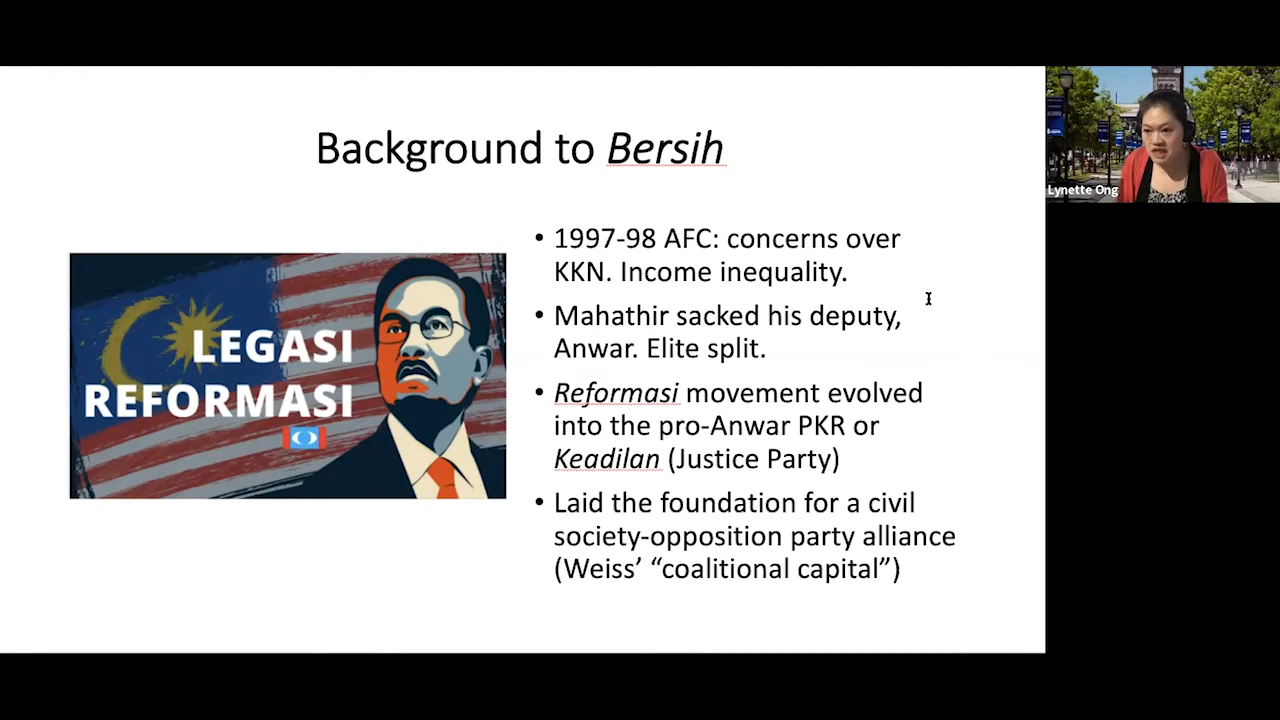 Background to Bersih
LEGASI
REFORMASI
• 1997-98 AFC: concerns over
KKN. Income inequality.
• Mahathir sacked his deputy,
Anwar. Elite split.
• Reformasi movement evolved
into the pro-Anwar PKR or
Keadilan (Justice Party)
• Laid the foundation for a civil
society-opposition party alliance
(Weiss’ “coalitional capital”)
Lynette Ong